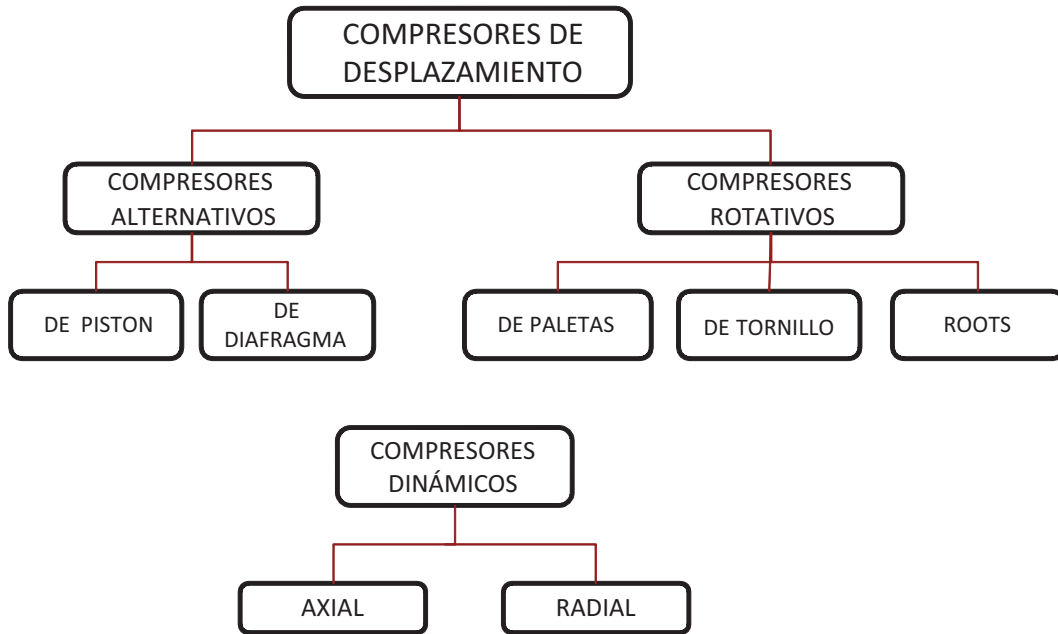 COMPRESORES DE
DESPLAZAMIENTO
COMPRESORES
ALTERNATIVOS
COMPRESORES
ROTATIVOS
DE PISTON
DE
DIAFRAGMA
DE PALETAS
DE TORNILLO
ROOTS
COMPRESORES
DINÁMICOS
AXIAL
RADIAL